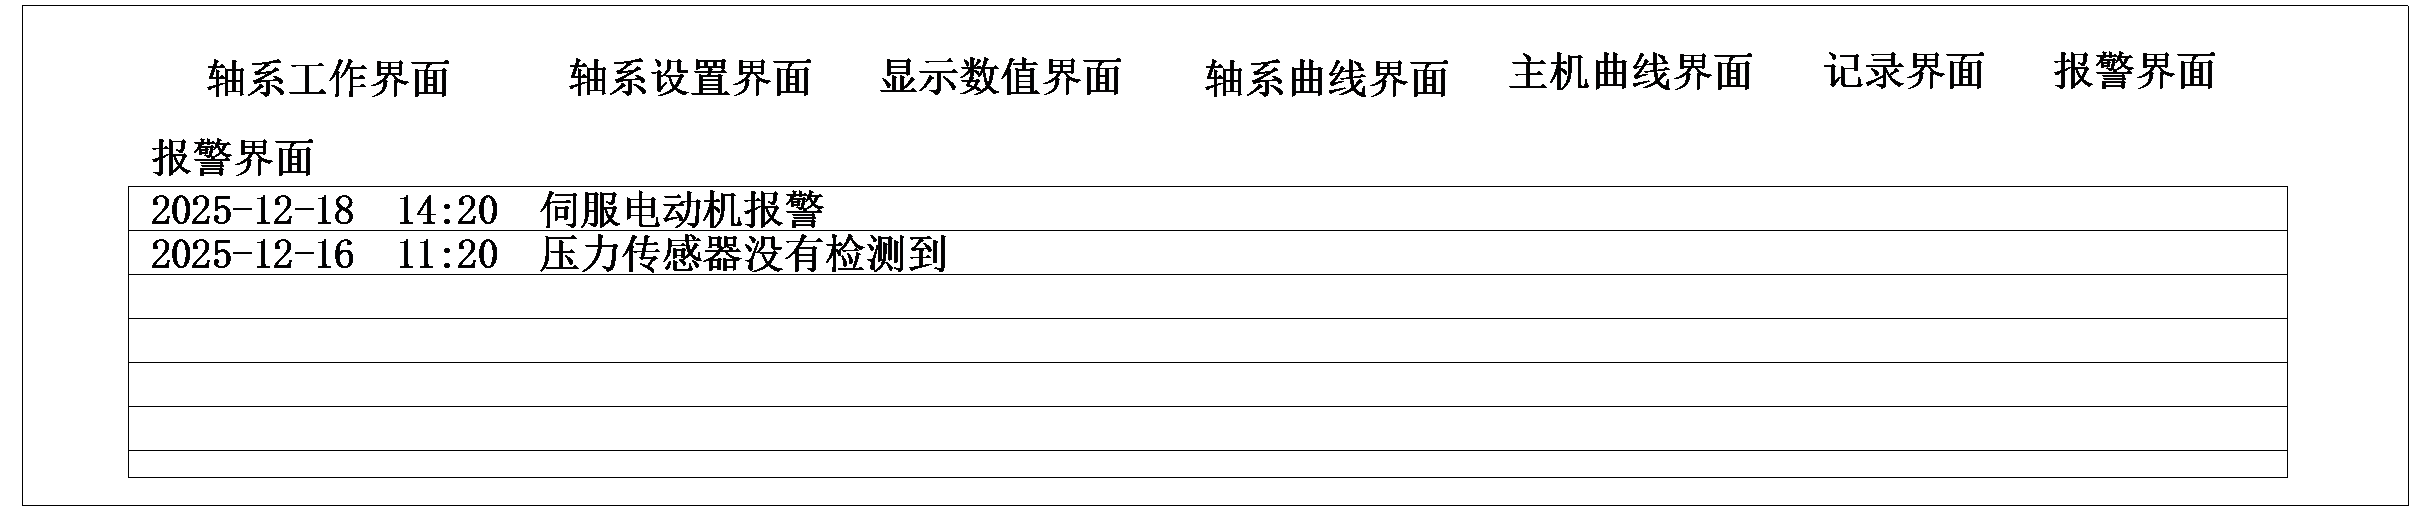 轴系工作界面 轴系设置界面 显示数值界面 轴系曲线界面 主机曲线界面 记录界面 报警界面
报警界面
2025-12-18 14:20 伺服电动机报警
2025-12-16 11:20 压力传感器没有检测到